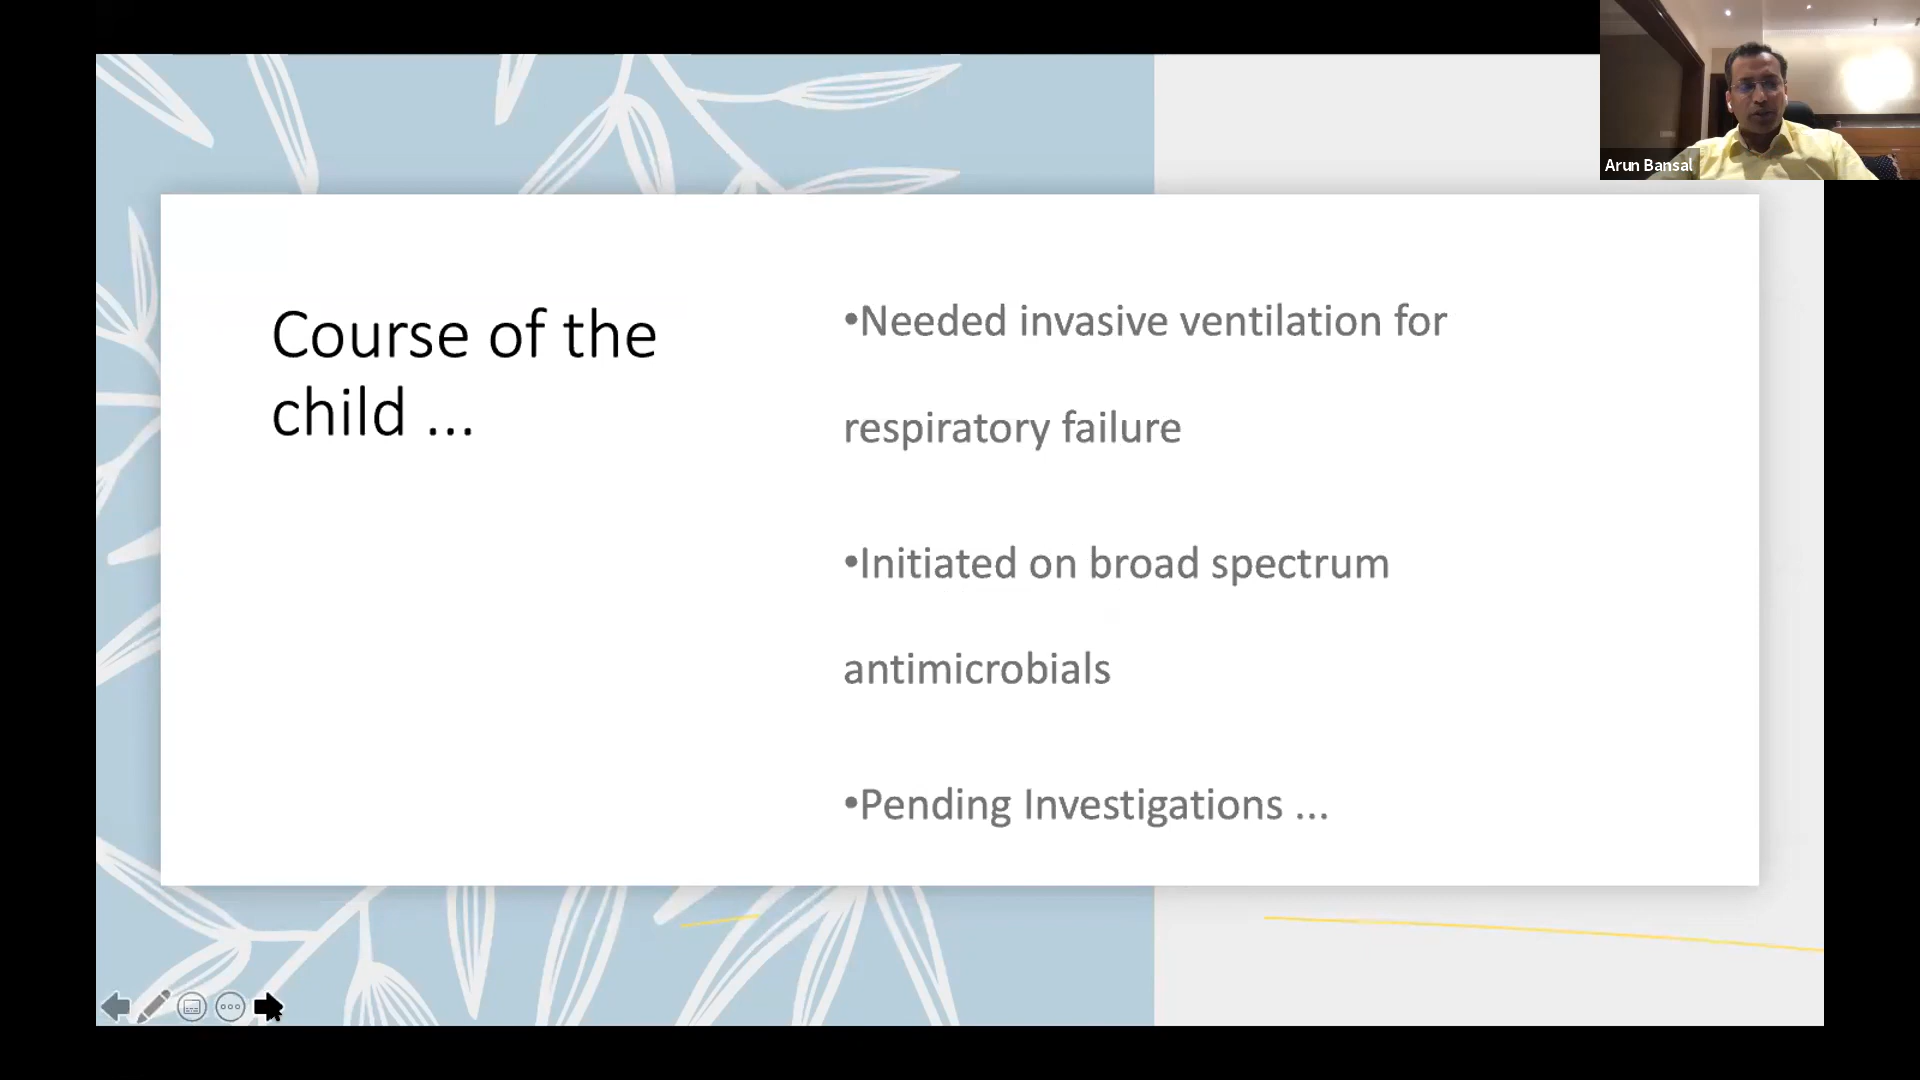 Arun Bansal
Course of the
child ...
•Needed invasive ventilation for
respiratory failure
•Initiated on broad spectrum
antimicrobials
•Pending Investigations ...